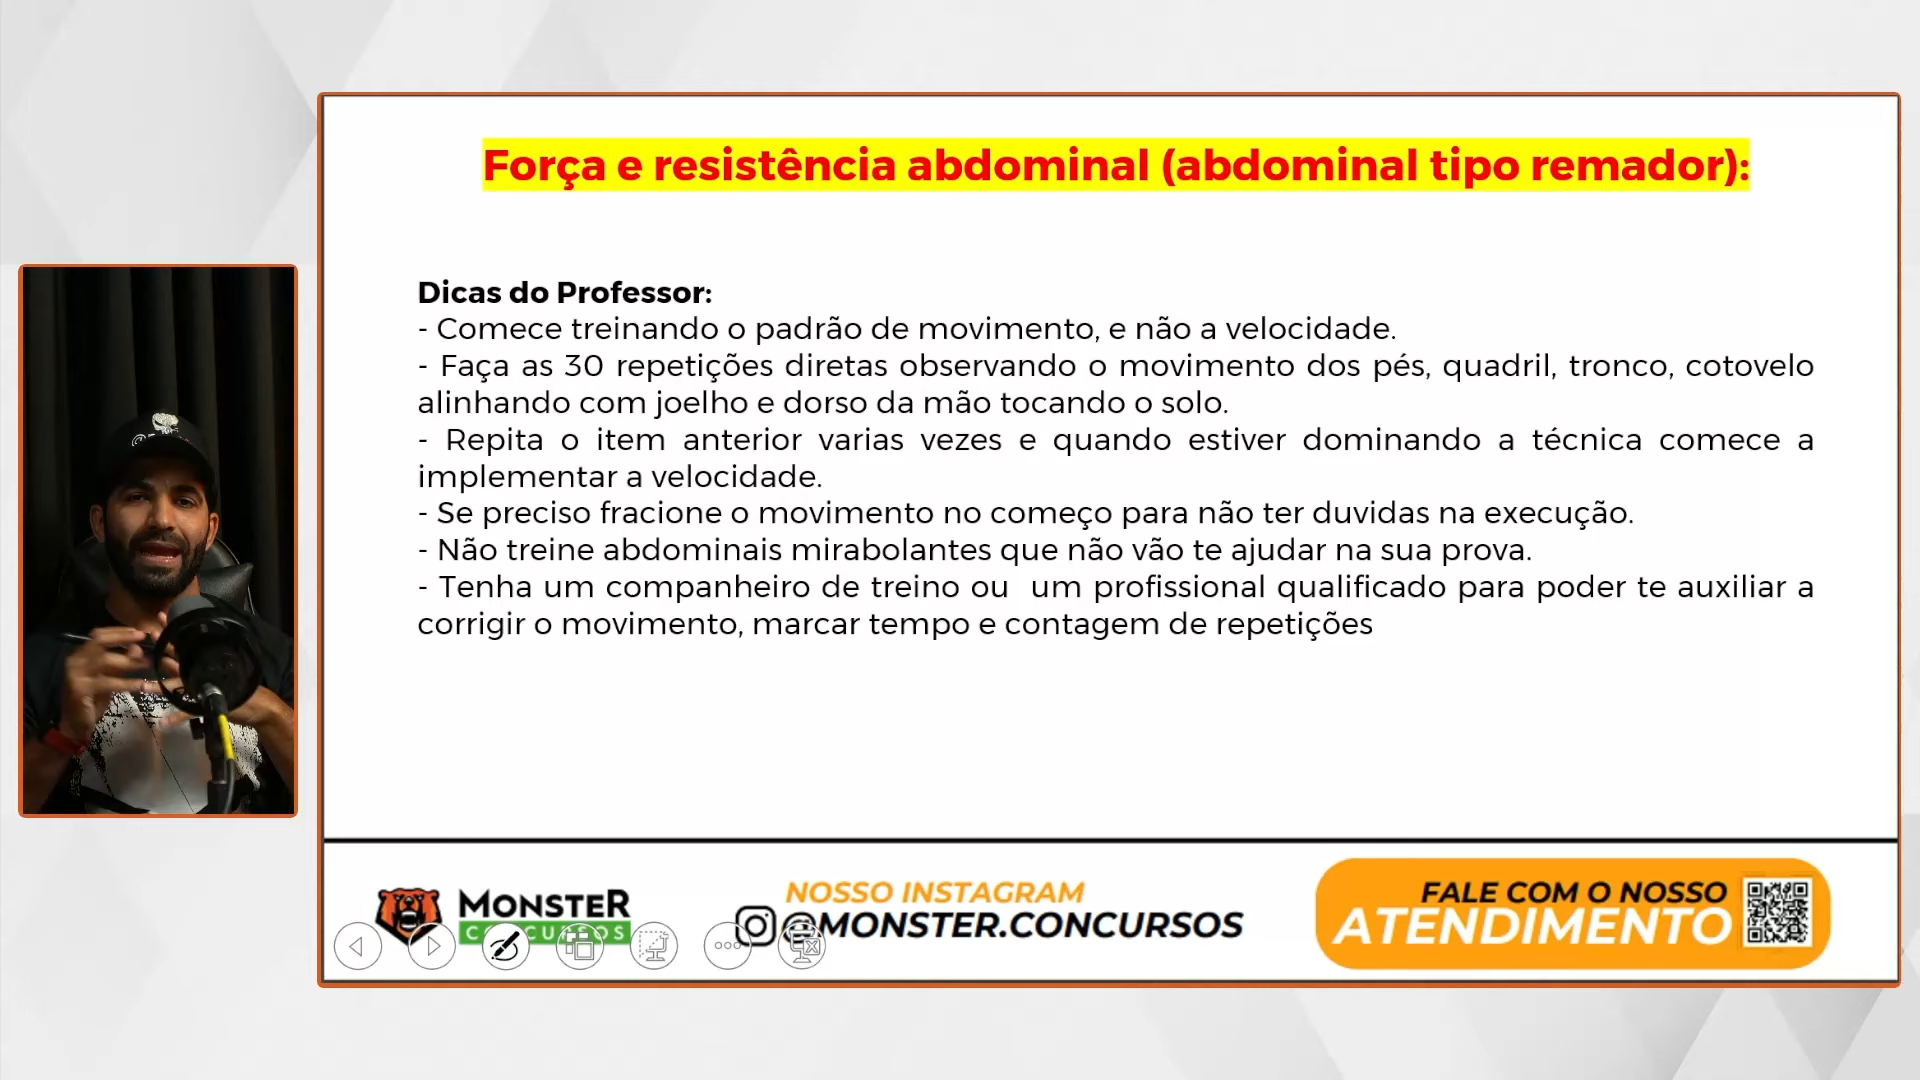 Força e resistência abdominal (abdominal tipo remador):
Dicas do Professor:
- Comece treinando o padrão de movimento, e não a velocidade.
- Faça as 30 repetições diretas observando o movimento dos pés, quadril, tronco, cotovelo
alinhando com joelho e dorso da mão tocando o solo.
- Repita o item anterior varias vezes e quando estiver dominando a técnica comece a
implementar a velocidade.
- Se preciso fracione o movimento no começo para não ter duvidas na execução.
- Não treine abdominais mirabolantes que não vão te ajudar na sua prova.
- Tenha um companheiro de treino ou um profissional qualificado para poder te auxiliar a
corrigir o movimento, marcar tempo e contagem de repetições
MONSTER
CONCURSOS
NOSSO INSTAGRAM
@MONSTER.CONCURSOS
FALE COM O NOSSO
ATENDIMENTO